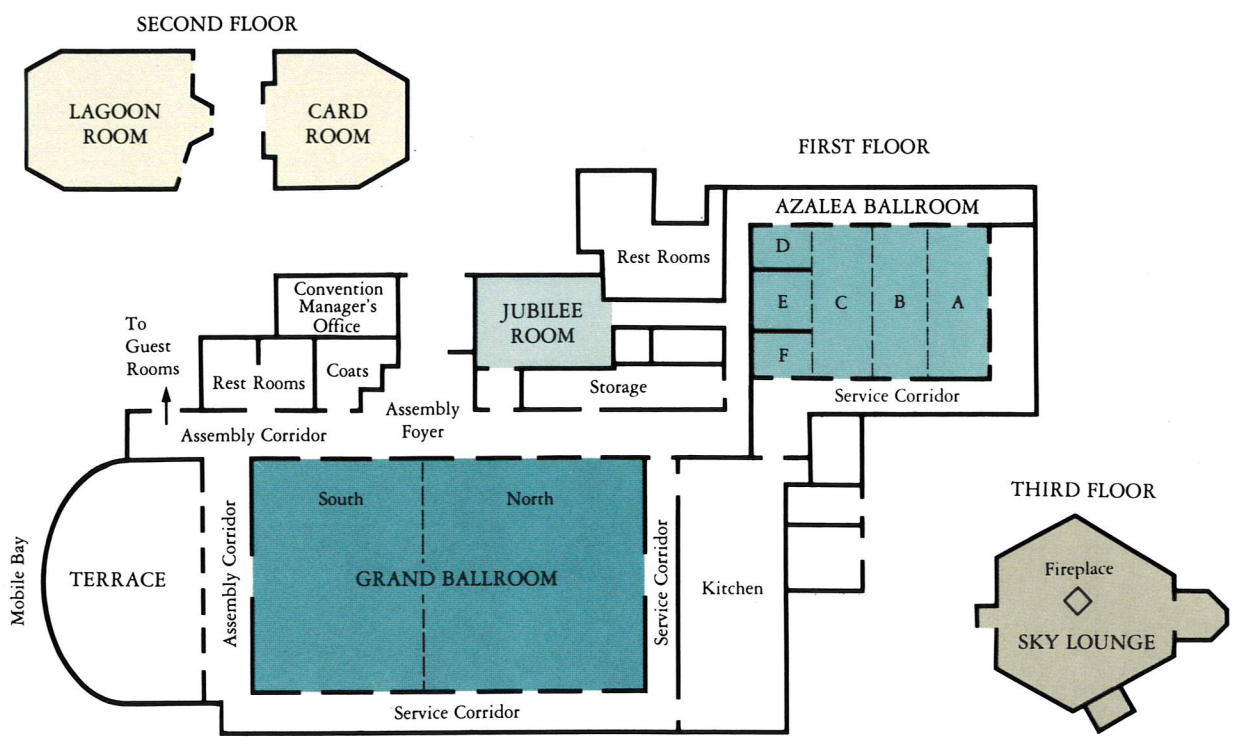 SECOND FLOOR
LAGOON
ROOM
CARD
ROOM
FIRST FLOOR
AZALEA BALLROOM
Rest Rooms
D
E
F
C
B
A
Convention
Manager's
Office
JUBILEE
ROOM
To
Guest
Rooms
Rest Rooms
Coats
Storage
Service Corridor
Assembly
Foyer
Assembly Corridor
South
North
GRAND BALLROOM
Mobile Bay
TERRACE
Assembly Corridor
Service Corridor
Kitchen
Service Corridor
THIRD FLOOR
Fireplace
SKY LOUNGE